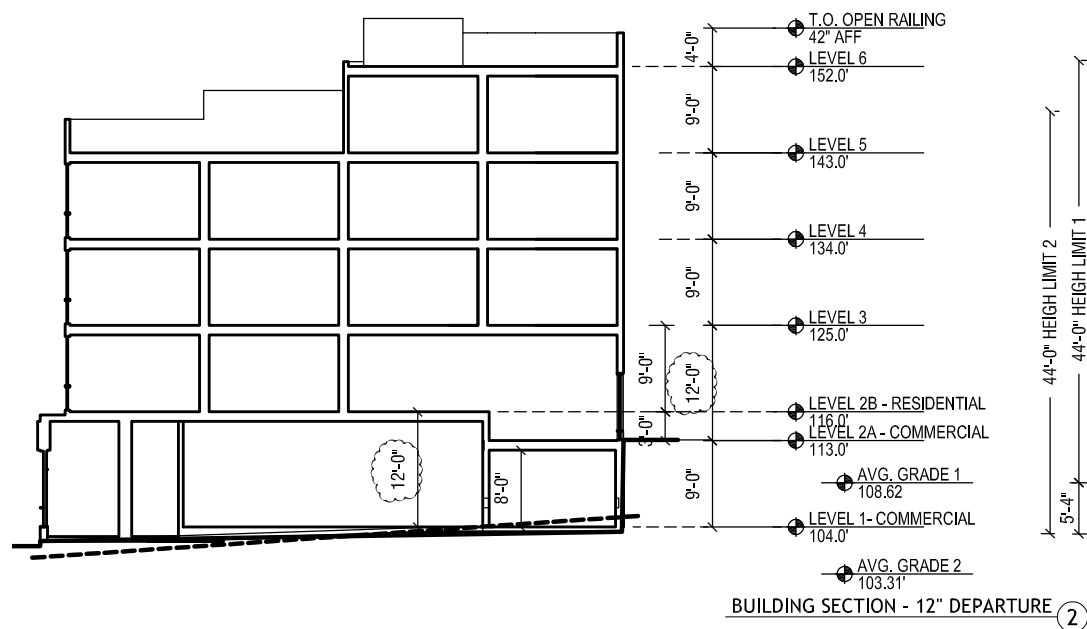 T.O. OPEN RAILING
42" AFF
4'-0"
LEVEL 6
152.0'
9'-0"
LEVEL 5
143.0'
9'-0"
LEVEL 4
134.0'
9'-0"
LEVEL 3
125.0'
9'-0"
12'-0"
LEVEL 2B - RESIDENTIAL
116.0'
3'-0"
LEVEL 2A - COMMERCIAL
113.0'
12'-0"
8'-0"
9'-0"
AVG. GRADE 1
108.62
LEVEL 1- COMMERCIAL
104.0'
AVG. GRADE 2
103.31'
44'-0" HEIGH LIMIT 2
44'-0" HEIGH LIMIT 1
5'-4"
BUILDING SECTION - 12" DEPARTURE 2